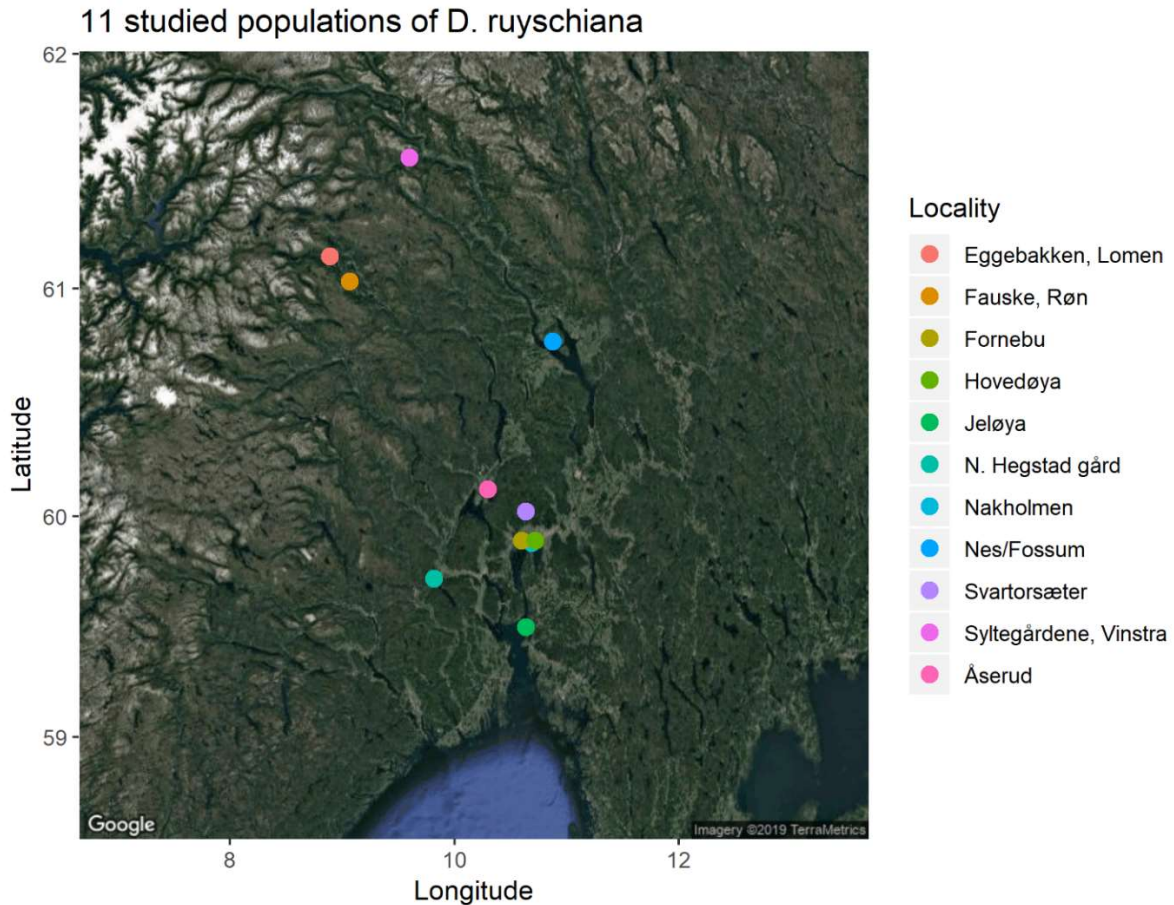 11 studied populations of D. ruyschiana
62
61
60
59
Latitude
8
10
12
Longitude
Google
Imagery ©2019 TerraMetrics
Locality
Eggebakken, Lomen
Fauske, Røn
Fornebu
Hovedøya
Jeløya
N. Hegstad gård
Nakholmen
Nes/Fossum
Svartorsæter
Syltegårdene, Vinstra
Åserud